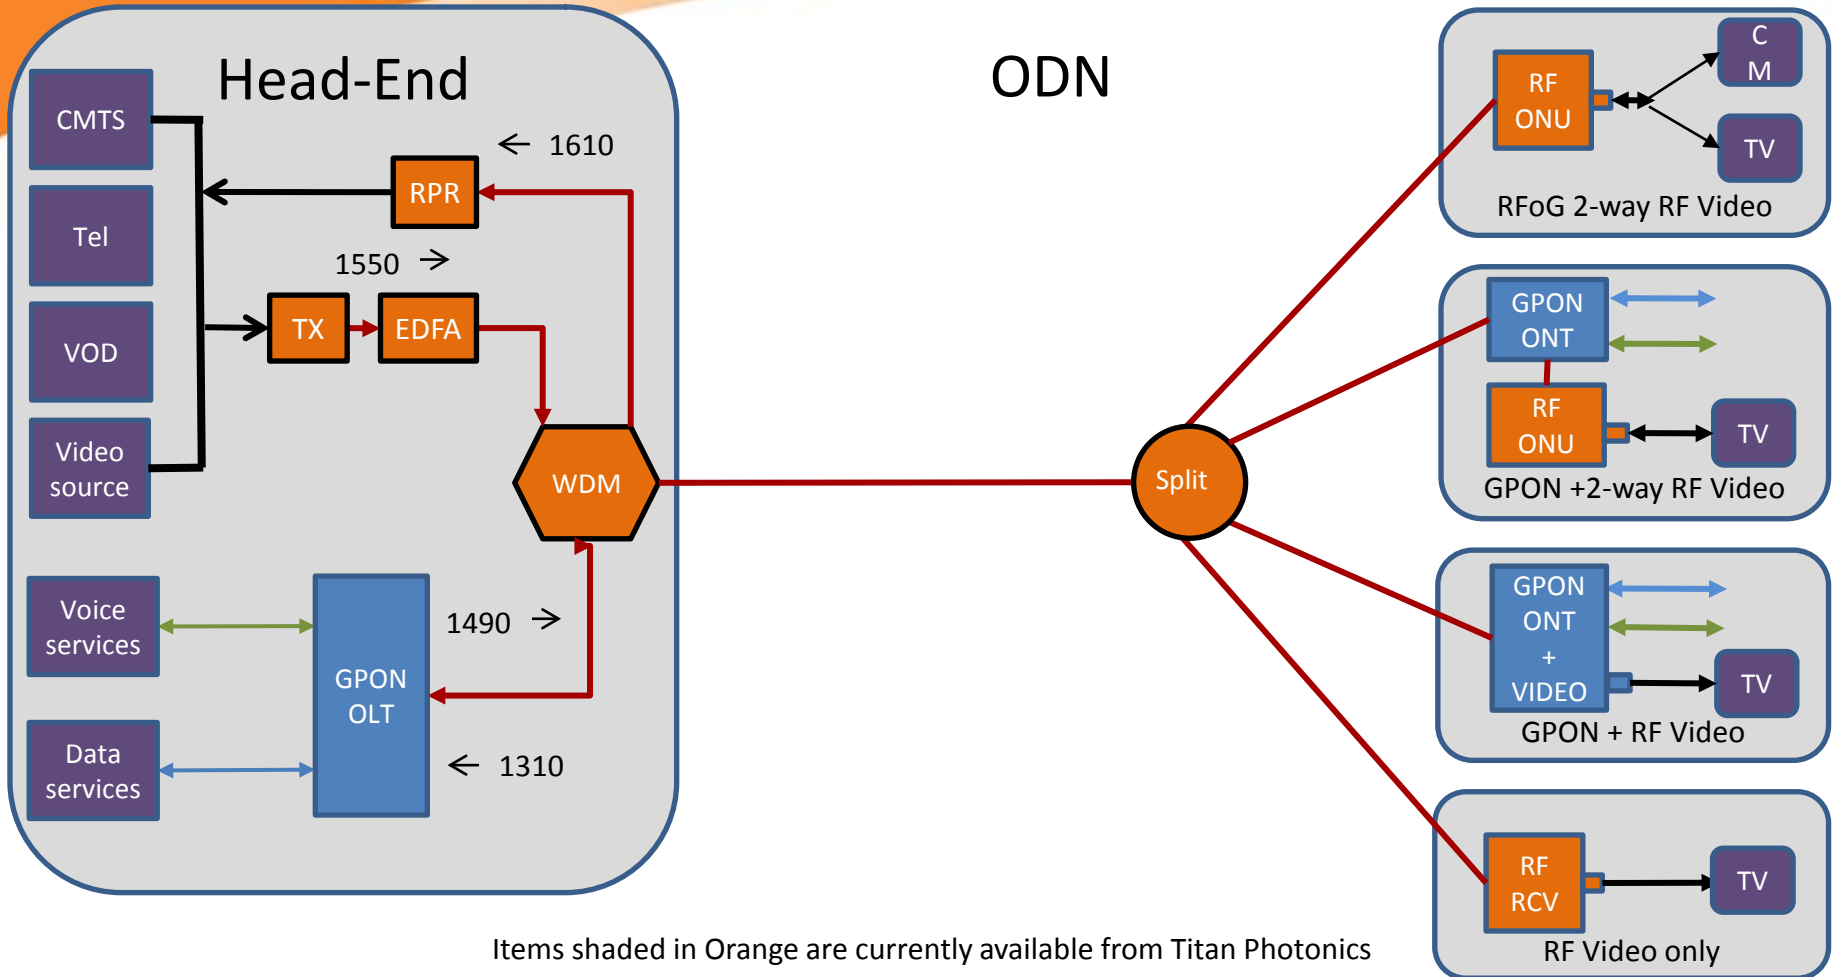 Head-End
CMTS
Tel
VOD
Video
source
← 1610
RPR
1550 →
TX
EDFA
WDM
Voice
services
Data
services
GPON
OLT
1490 →
← 1310
ODN
Split
RF
ONU
C
M
TV
RFoG 2-way RF Video
GPON
ONT
RF
ONU
TV
GPON +2-way RF Video
GPON
ONT
+
VIDEO
TV
GPON + RF Video
RF
RCV
TV
RF Video only
Items shaded in Orange are currently available from Titan Photonics